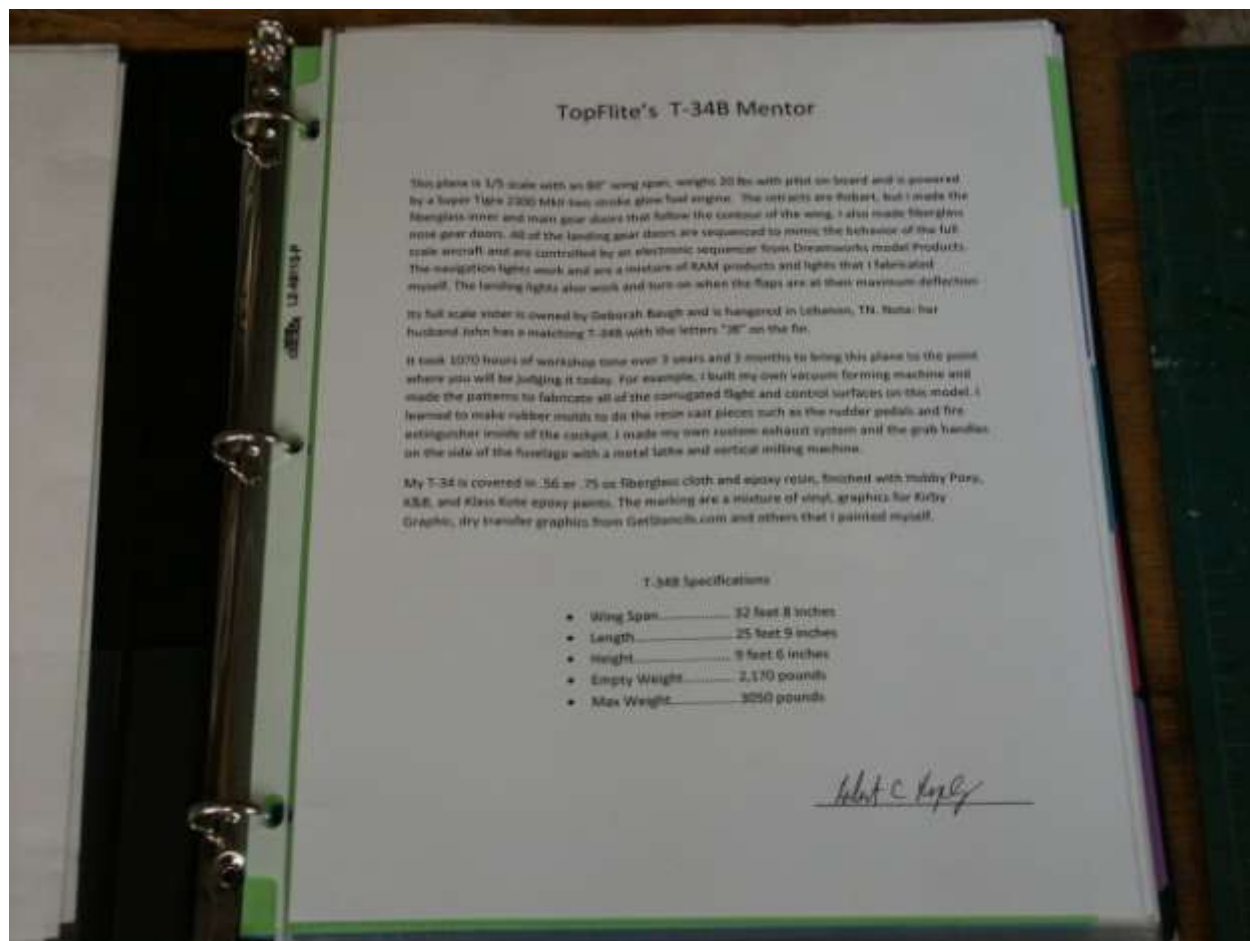 TopFlite's T-34B Mentor
This plane is 1/5 scale with an 80" wing span, weighs 20 lbs with pilot on board and is powered
by a Super Tigre 2300 MkII two stroke glow fuel engine. The retracts are Robart, but I made the
fiberglass inner and main gear doors that follow the contour of the wing. I also made fiberglass
nose gear doors. All of the landing gear doors are sequenced to mimic the behavior of the full
scale aircraft and are controlled by an electronic sequencer from Dreamworks model Products.
The navigation lights work and are a mixture of RAM products and lights that I fabricated
myself. The landing lights also work and turn on when the flaps are at their maximum deflection
Its full scale sister is owned by Deborah Baugh and is hangered in Lebanon, TN. Note: her
husband John has a matching T-34B with the letters "JB" on the fin.
It took 1070 hours of workshop time over 3 years and 3 months to bring this plane to the point
where you will be judging it today. For example, I built my own vacuum forming machine and
made the patterns to fabricate all of the corrugated flight and control surfaces on this model. I
learned to make rubber molds to do the resin cast pieces such as the rudder pedals and fire
extinguisher inside of the cockpit. I made my own custom exhaust system and the grab handles
on the side of the fuselage with a metal lathe and vertical milling machine.
My T-34 is covered in .56 or .75 oz fiberglass cloth and epoxy resin, finished with Hobby Poxy,
K&B, and Klass Kote epoxy paints. The marking are a mixture of vinyl, graphics for Kirby
Graphic, dry transfer graphics from GetStencils.com and others that I painted myself.
T-34B Specifications
• Wing Span................ 32 feet 8 inches
• Length...................... 25 feet 9 inches
• Height...................... 9 feet 6 inches
• Empty Weight........... 2,170 pounds
• Max Weight............... 3050 pounds